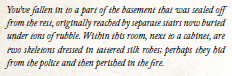 You've fallen in to a part of the basement that was sealed off
from the rest, originally reached by separate stairs now buried
under tons of rubble. Within this room, next to a cabinet, are
two skeletons dressed in tattered silk robes; perhaps they hid
from the police and then perished in the fire.